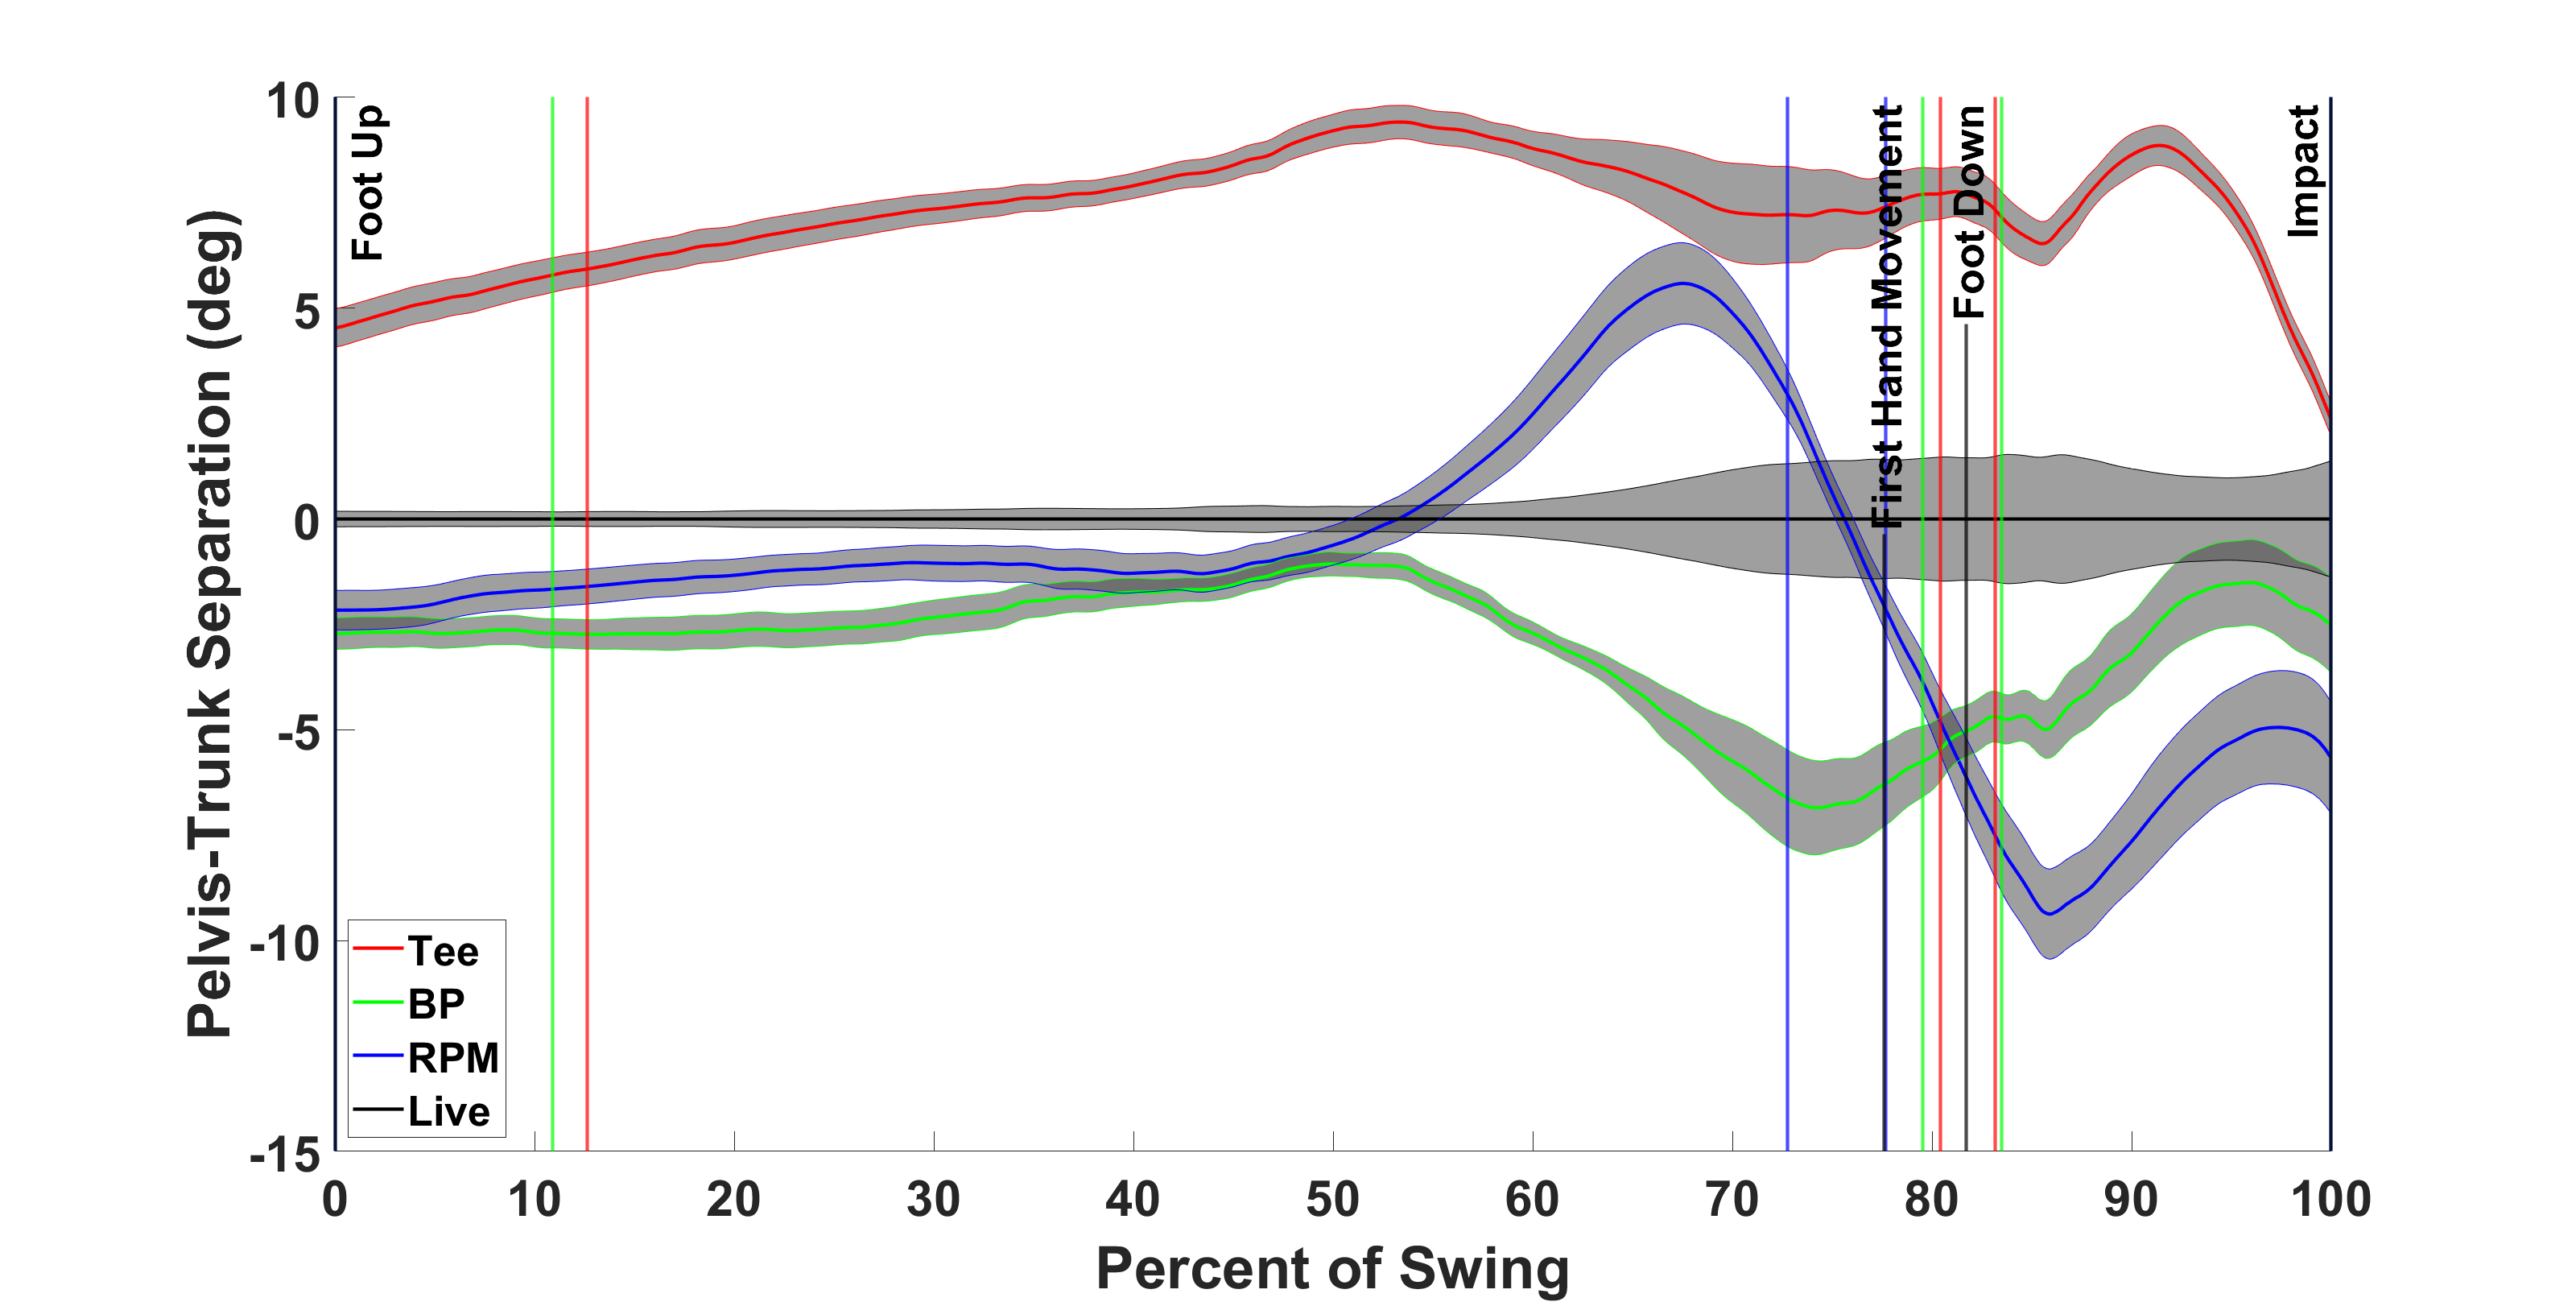 Pelvis-Trunk Separation (deg)
10
5
0
-5
-10
-15
Foot Up
First Hand Movement
Foot Down
Impact
Tee
BP
RPM
Live
0 10 20 30 40 50 60 70 80 90 100
Percent of Swing